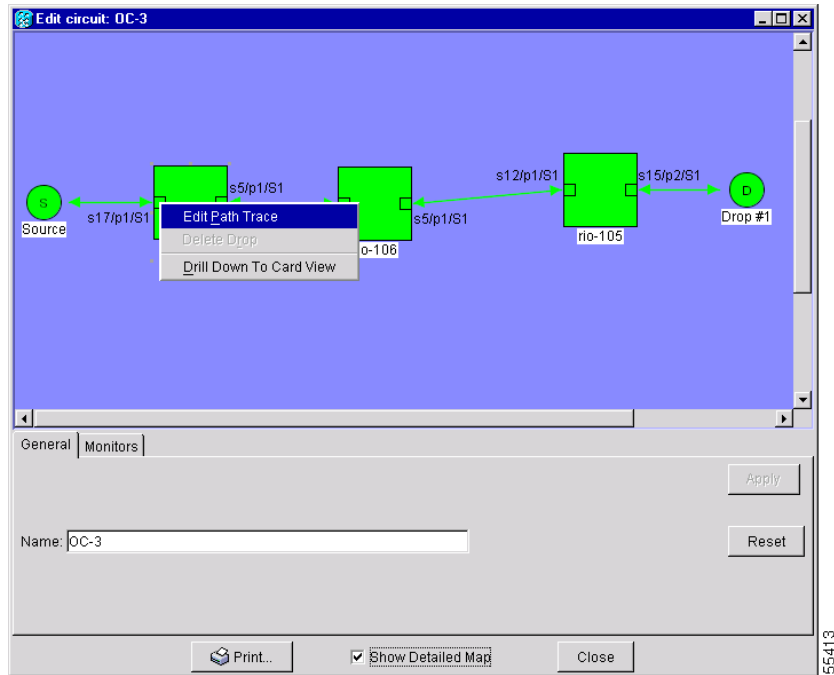 Edit circuit: OC-3
s12/p1/S1
s15/p2/S1
s5/p1/S1
S
D
Source
s17/p1/S1
Edit Path Trace
s5/p1/S1
Drop #1
Delete Drop
rio-105
o-106
Drill Down To Card View
General
Monitors
Apply
Name: OC-3
Reset
Print...
Show Detailed Map
Close
55413